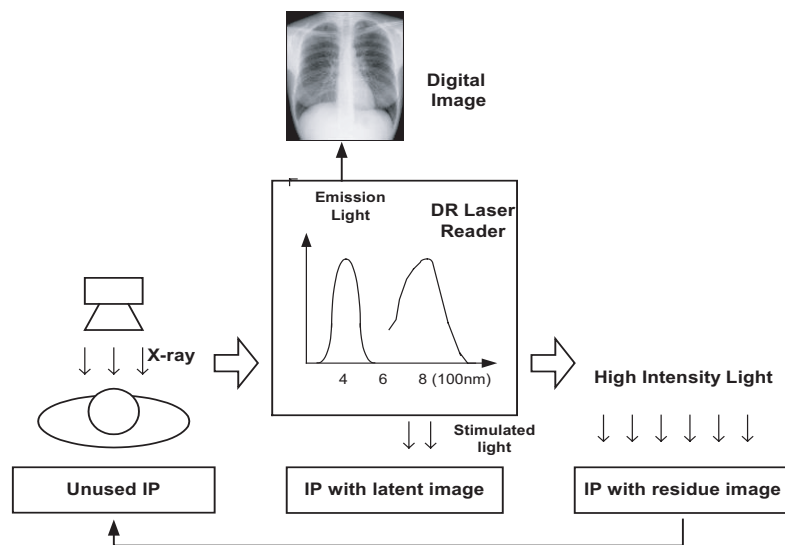 Digital
Image
Emission
Light
DR Laser
Reader
4 6 8 (100nm)
X-ray
Stimulated
light
High Intensity Light
Unused IP
IP with latent image
IP with residue image